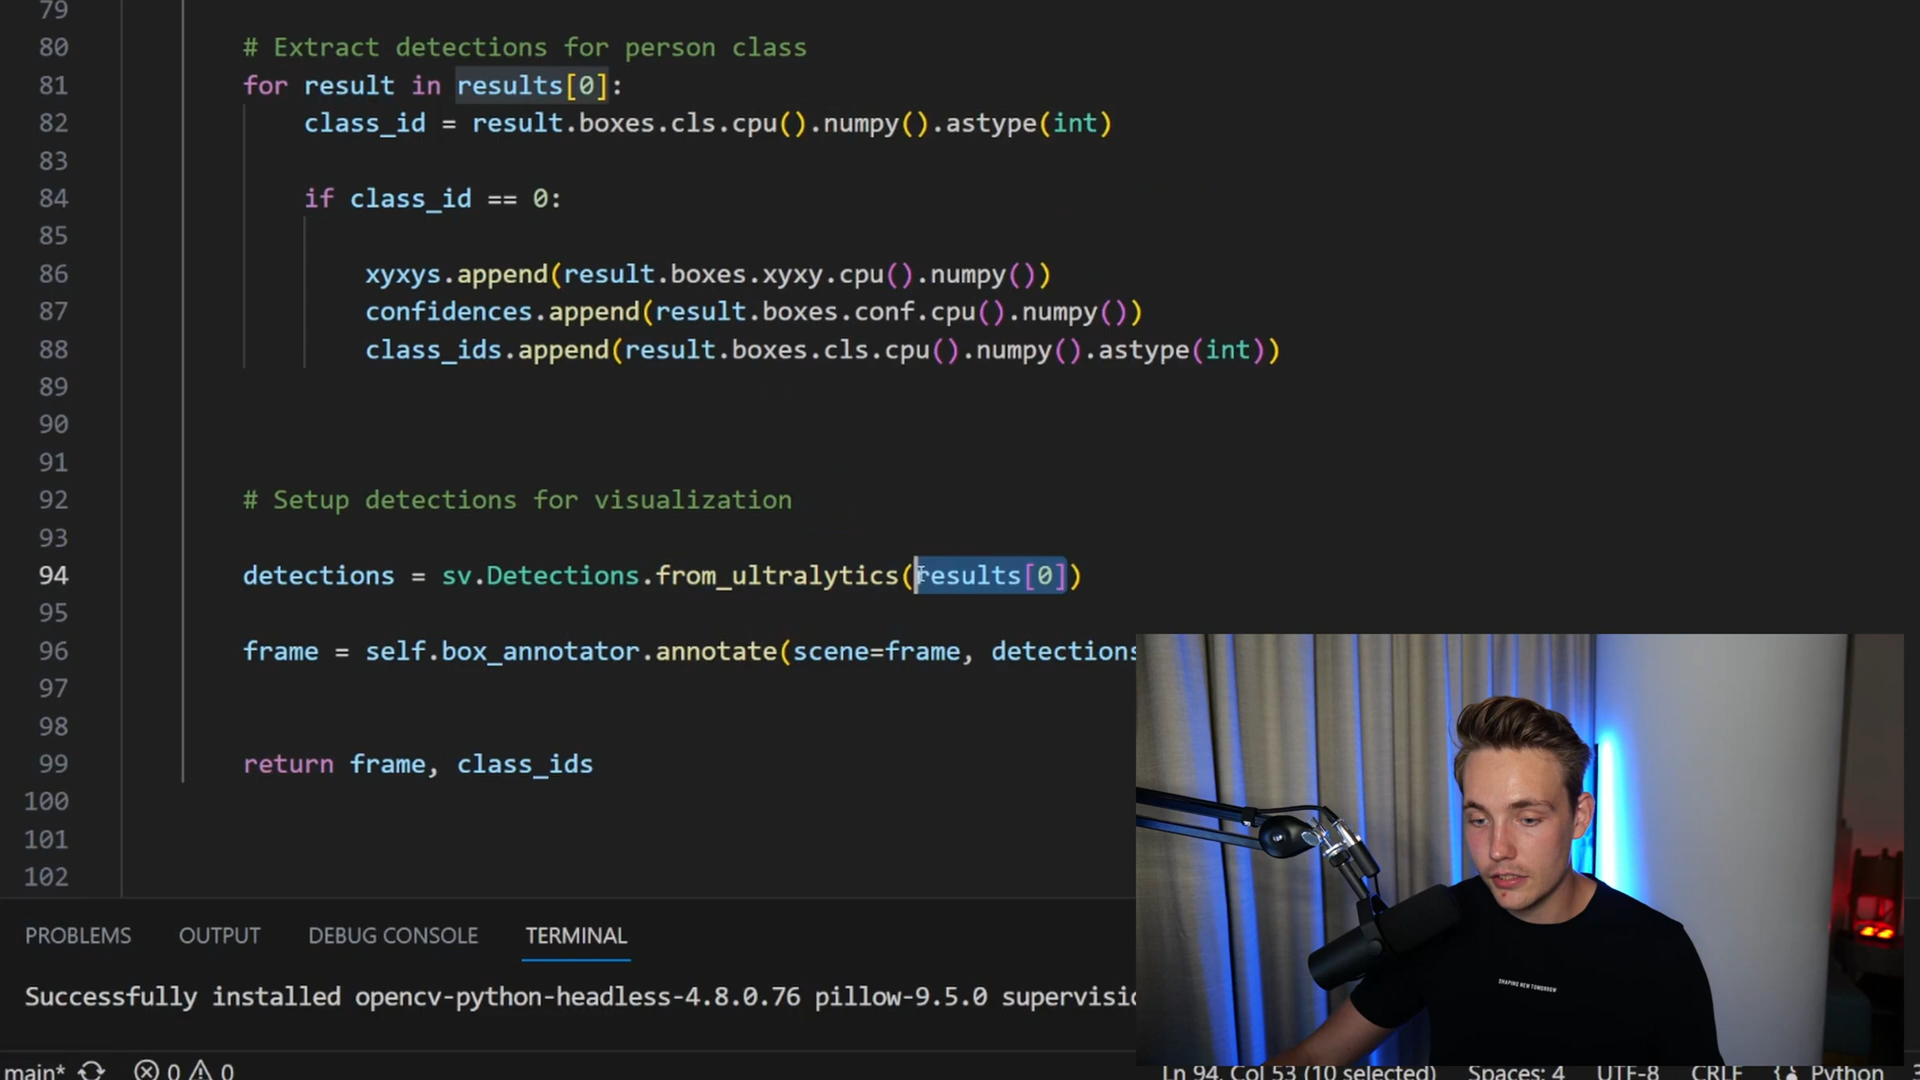 79
80 # Extract detections for person class
81 for result in results[0]:
82 class_id = result.boxes.cls.cpu().numpy().astype(int)
83
84 if class_id == 0:
85
86 xyxys.append(result.boxes.xyxy.cpu().numpy())
87 confidences.append(result.boxes.conf.cpu().numpy())
88 class_ids.append(result.boxes.cls.cpu().numpy().astype(int))
89
90
91
92 # Setup detections for visualization
93
94 detections = sv.Detections.from_ultralytics(results[0])
95
96 frame = self.box_annotator.annotate(scene=frame, detections
97
98
99 return frame, class_ids
100
101
102
PROBLEMS OUTPUT DEBUG CONSOLE TERMINAL
Successfully installed opencv-python-headless-4.8.0.76 pillow-9.5.0 supervisio
SHAPING NEW TOMORROW
main* 0 0 Ln 94, Col 53 (10 selected) Spaces: 4 UTF-8 CRLF Python